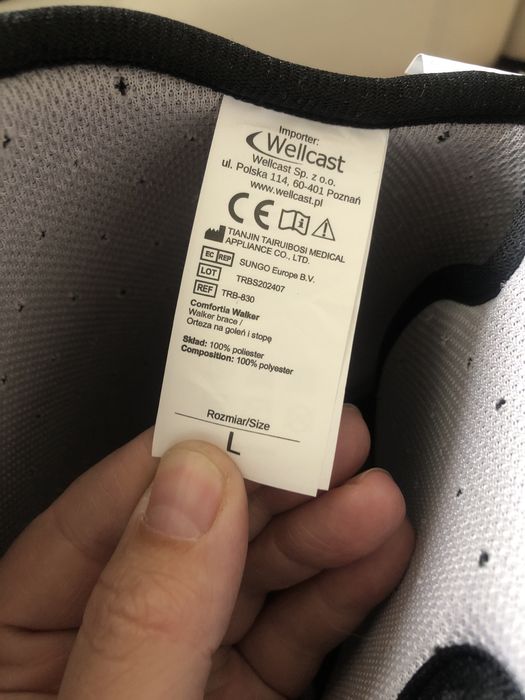 Importer:
Wellcast
Wellcast Sp. z o.o.
ul. Polska 114, 60-401 Poznań
www.wellcast.pl
CE
TIANJIN TAIRUIBOSI MEDICAL
APPLIANCE CO., LTD.
EC REP SUNGO Europe B.V.
LOT TRBS202407
REF TRB-830
Comfortia Walker
Walker brace /
Orteza na goleń i stopę
Skład: 100% poliester
Composition: 100% polyester
Rozmiar/Size
L